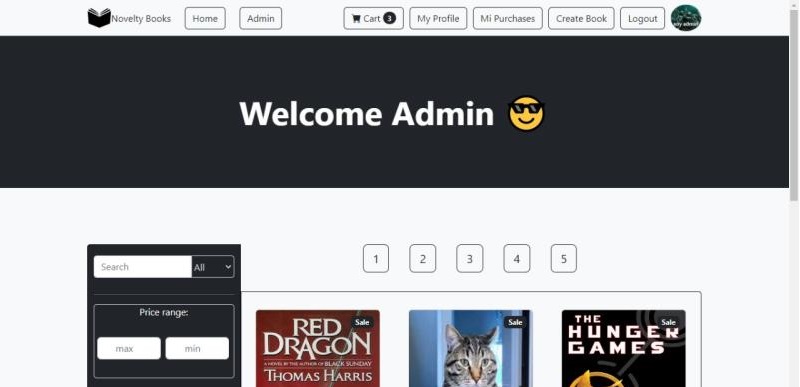 Novelty Books Home Admin Cart 3 My Profile Mi Purchases Create Book Logout
Welcome Admin
1 2 3 4 5
Search All
Price range:
max min
Sale
RED
DRAGON
A NOVEL BY THE AUTHOR OF BLACK SUNDAY
THOMAS HARRIS
Sale
Sale
THE
HUNGER
GAMES